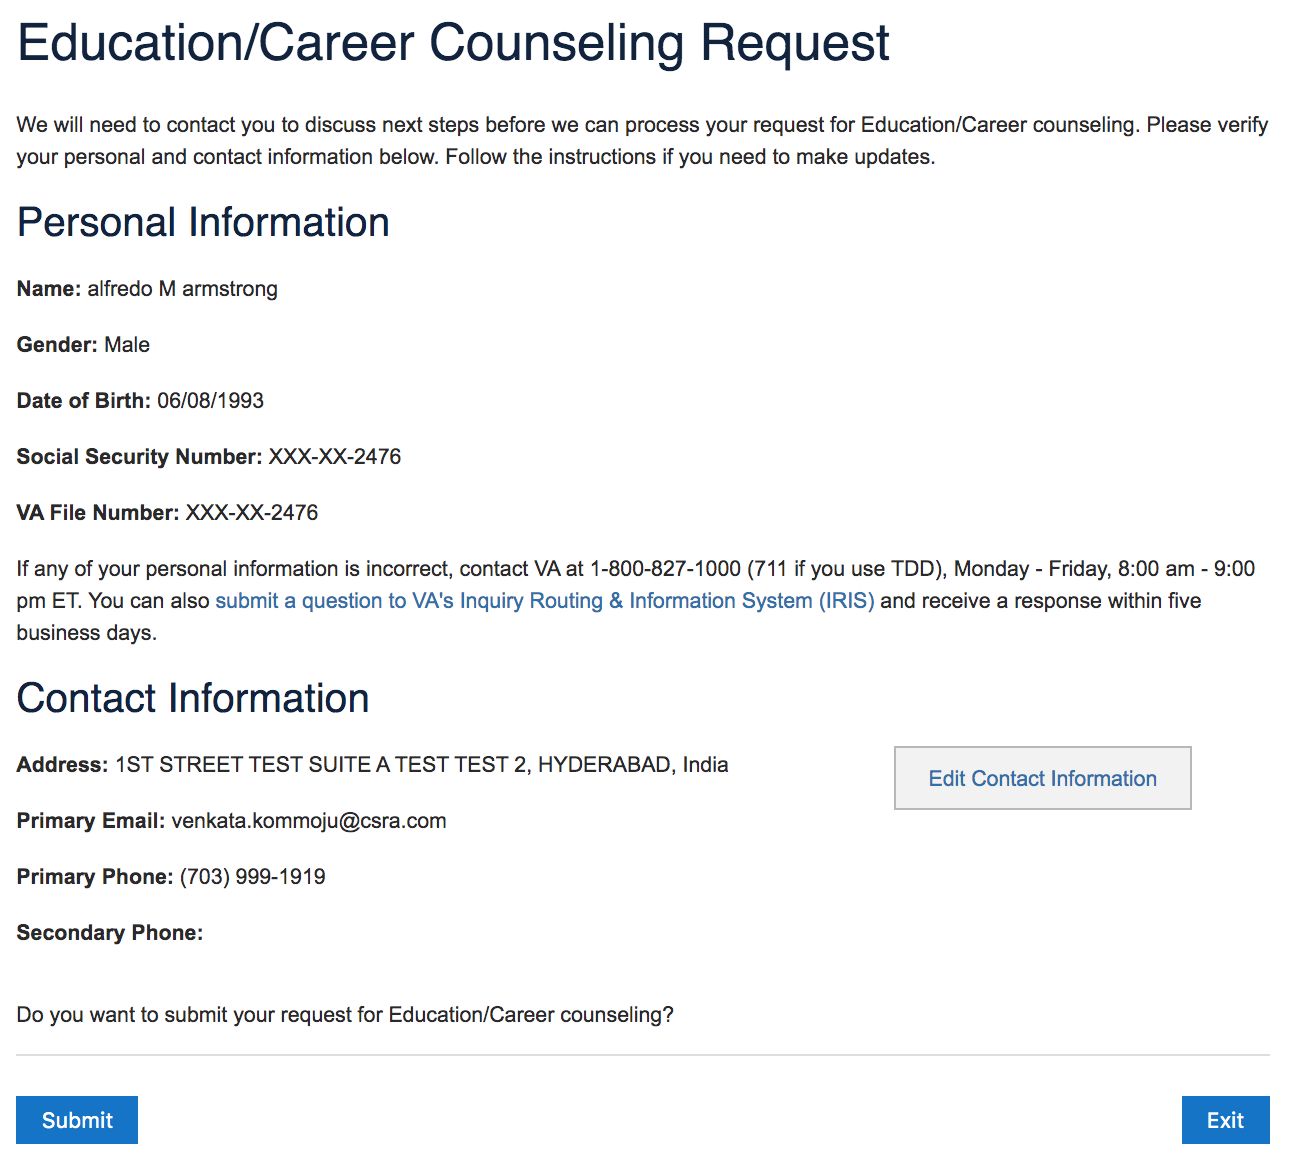 Education/Career Counseling Request
We will need to contact you to discuss next steps before we can process your request for Education/Career counseling. Please verify
your personal and contact information below. Follow the instructions if you need to make updates.
Personal Information
Name: alfredo M armstrong
Gender: Male
Date of Birth: 06/08/1993
Social Security Number: XXX-XX-2476
VA File Number: XXX-XX-2476
If any of your personal information is incorrect, contact VA at 1-800-827-1000 (711 if you use TDD), Monday - Friday, 8:00 am - 9:00
pm ET. You can also submit a question to VA's Inquiry Routing & Information System (IRIS) and receive a response within five
business days.
Contact Information
Address: 1ST STREET TEST SUITE A TEST TEST 2, HYDERABAD, India
Edit Contact Information
Primary Email: venkata.kommoju@csra.com
Primary Phone: (703) 999-1919
Secondary Phone:
Do you want to submit your request for Education/Career counseling?
Submit
Exit